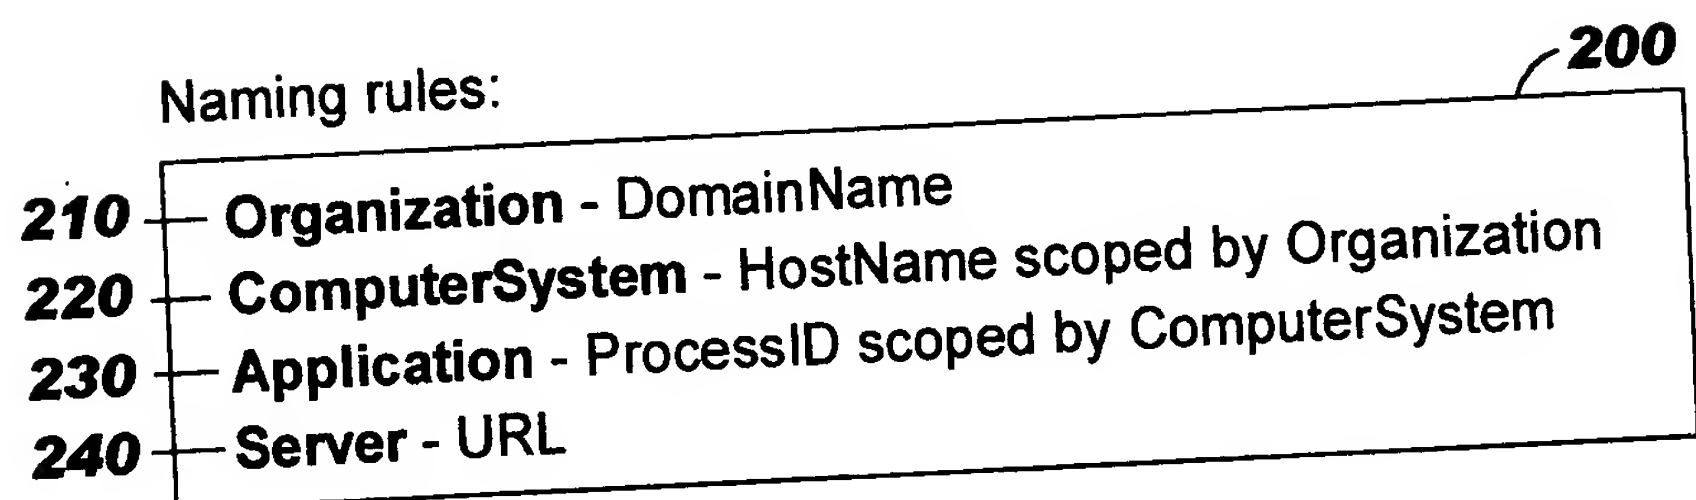 200
Naming rules:
210 Organization - DomainName
220 ComputerSystem - HostName scoped by Organization
230 Application - ProcessID scoped by ComputerSystem
240 Server - URL